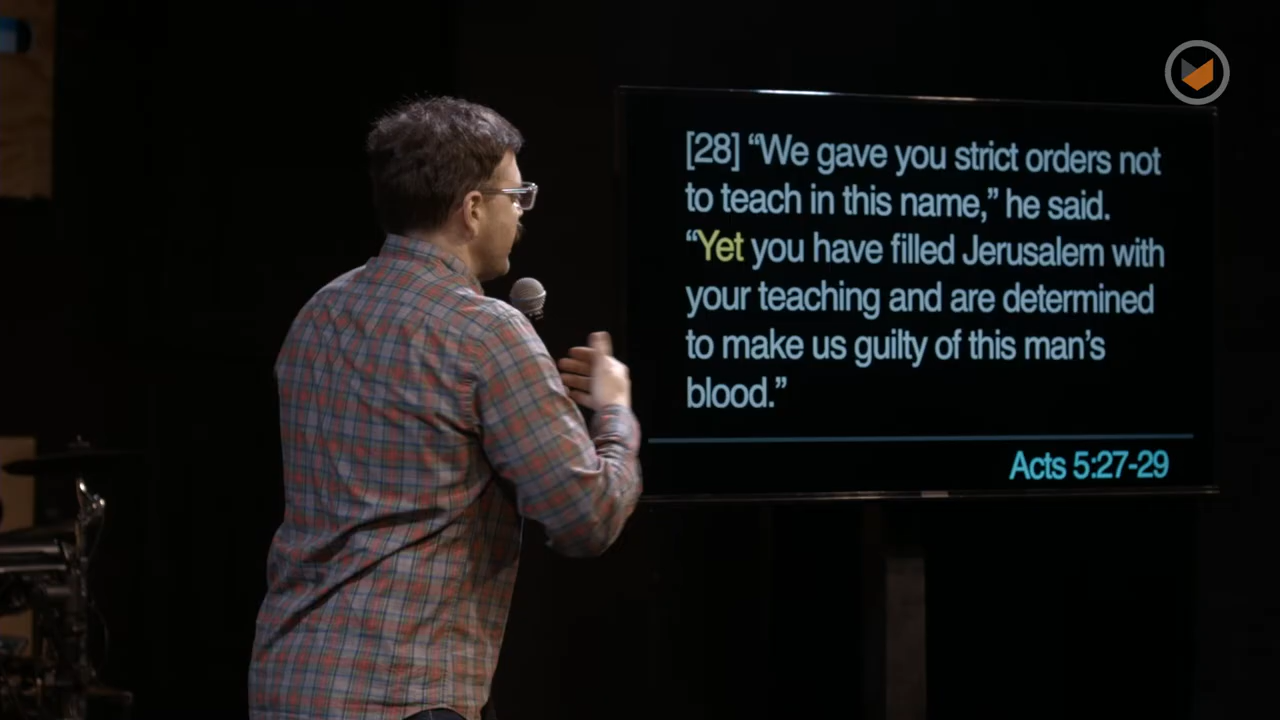 [28] “We gave you strict orders not
to teach in this name,” he said.
“Yet you have filled Jerusalem with
your teaching and are determined
to make us guilty of this man’s
blood.”
Acts 5:27-29